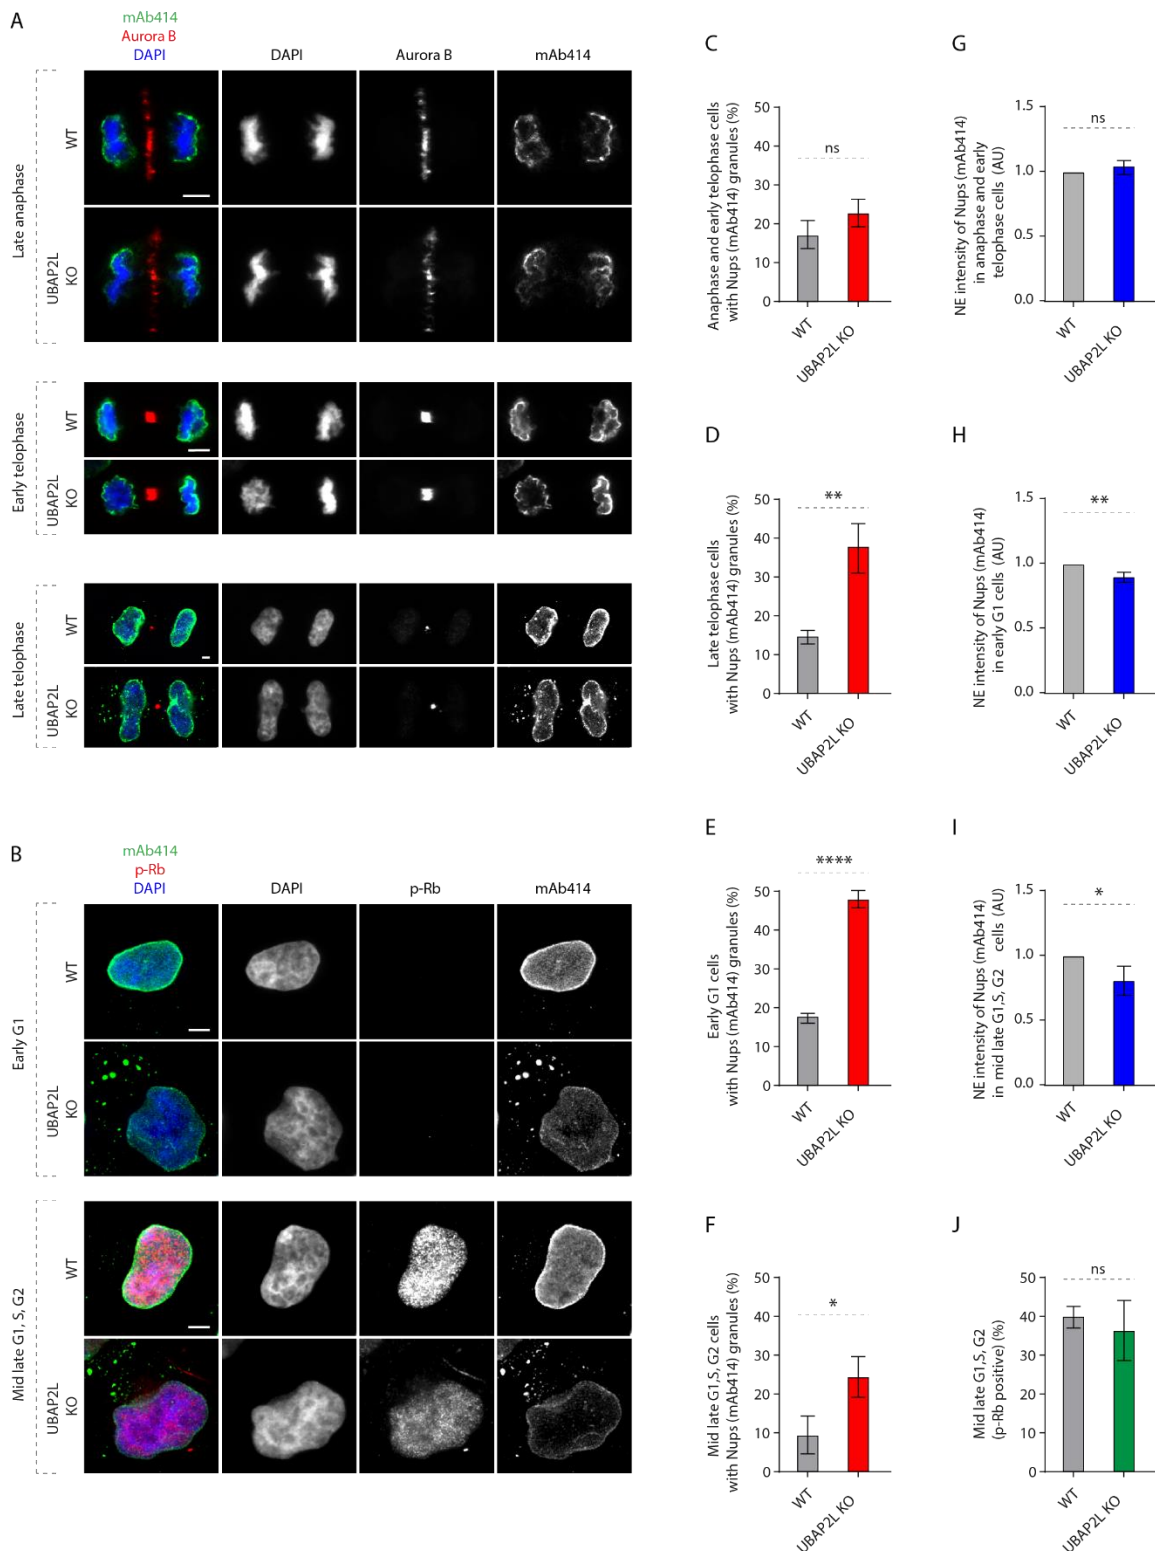 A
mAb414
Aurora B
DAPI
DAPI
Aurora B
mAb414
Late anaphase
WT
UBAP2L
KO
Early telophase
WT
UBAP2L
KO
Late telophase
WT
UBAP2L
KO
B
mAb414
p-Rb
DAPI
DAPI
p-Rb
mAb414
Early G1
WT
UBAP2L
KO
Mid late G1, S, G2
WT
UBAP2L
KO
C
Anaphase and early telophase cells
with Nups (mAb414) granules (%)
50
40
30
20
10
0
ns
WT
UBAP2L KO
D
Late telophase cells
with Nups (mAb414) granules (%)
50
40
30
20
10
0
**
WT
UBAP2L KO
E
Early G1 cells
with Nups (mAb414) granules (%)
50
40
30
20
10
0
****
WT
UBAP2L KO
F
Mid late G1,S, G2 cells
with Nups (mAb414) granules (%)
50
40
30
20
10
0
*
WT
UBAP2L KO
G
NE intensity of Nups (mAb414)
in anaphase and early
telophase cells (AU)
1.5
1.0
0.5
0.0
ns
WT
UBAP2L KO
H
NE intensity of Nups (mAb414)
in early G1 cells (AU)
1.5
1.0
0.5
0.0
**
WT
UBAP2L KO
I
NE intensity of Nups (mAb414)
in mid late G1,S, G2 cells (AU)
1.5
1.0
0.5
0.0
*
WT
UBAP2L KO
J
Mid late G1,S, G2
(p-Rb positive) (%)
50
40
30
20
10
0
ns
WT
UBAP2L KO